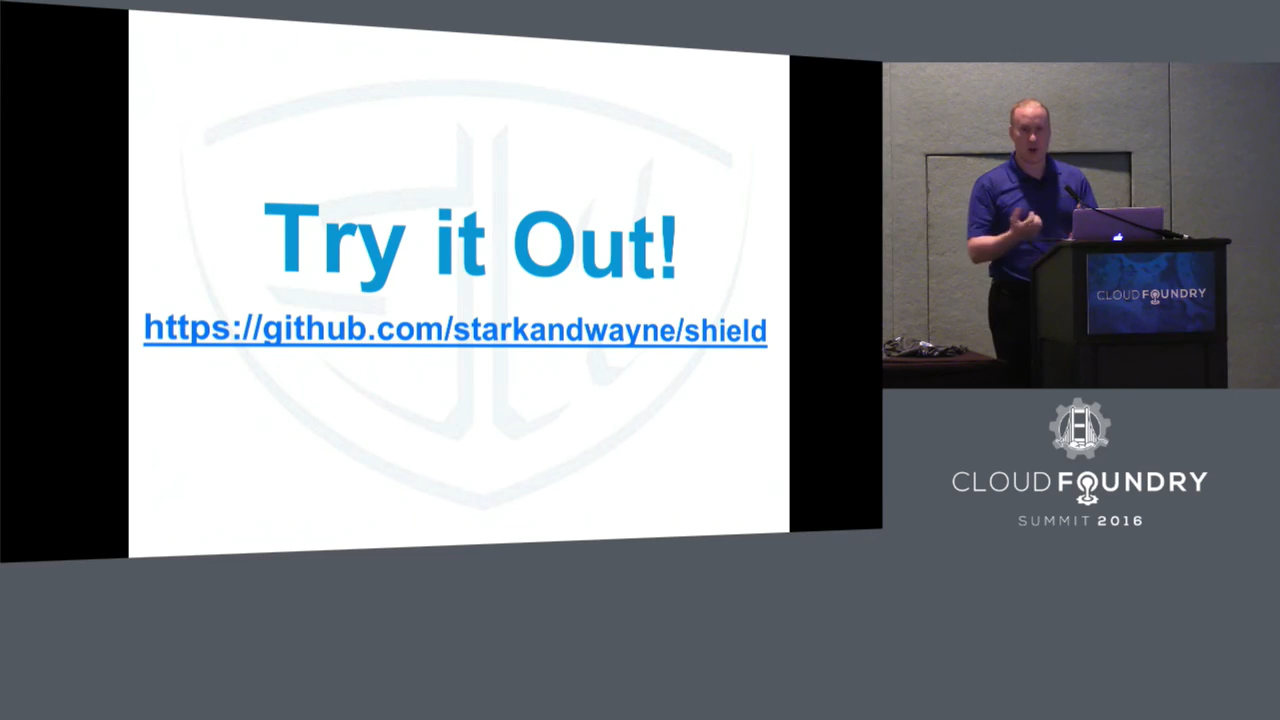 Try it Out!
https://github.com/starkandwayne/shield
CLOUD FOUNDRY
CLOUD FOUNDRY
SUMMIT 2016